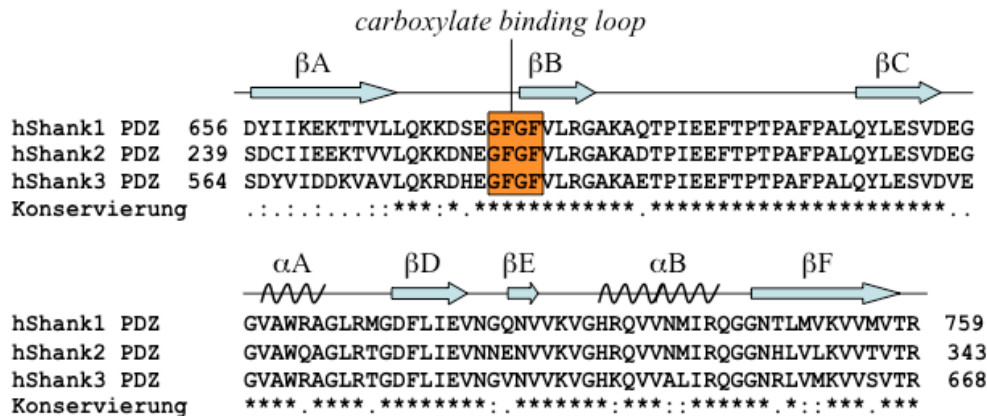 carboxylate binding loop
βA βB βC
hShank1 PDZ 656 DYIIKEKTTVLLQKKDSEGFGFVLRGAKAQTPIEEFTPTPAFPALQYLESVDEG
hShank2 PDZ 239 SDCIIEEKTVVLQKKDNEGFGFVLRGAKADTPIEEFTPTPAFPALQYLESVDEG
hShank3 PDZ 564 SDYVIDDKVAVLQKRDHEGFGFVLRGAKAETPIEEFTPTPAFPALQYLESVDVE
Konservierung .:.:.:...::***:*.************.**********************..
αA βD βE αB βF
hShank1 PDZ GVAWRAGLRMGDFLIEVNGQNVVKVGHRQVVNMIRQGGNTLMVKVVMVTR 759
hShank2 PDZ GVAWQAGLRTGDFLIEVNNENVVKVGHRQVVNMIRQGGNHLVLKVVTVTR 343
hShank3 PDZ GVAWRAGLRTGDFLIEVNGVNVVKVGHKQVVALIRQGGNRLVMKVVSVTR 668
Konservierung ****.****.********:.*******:***::******.*::***.***